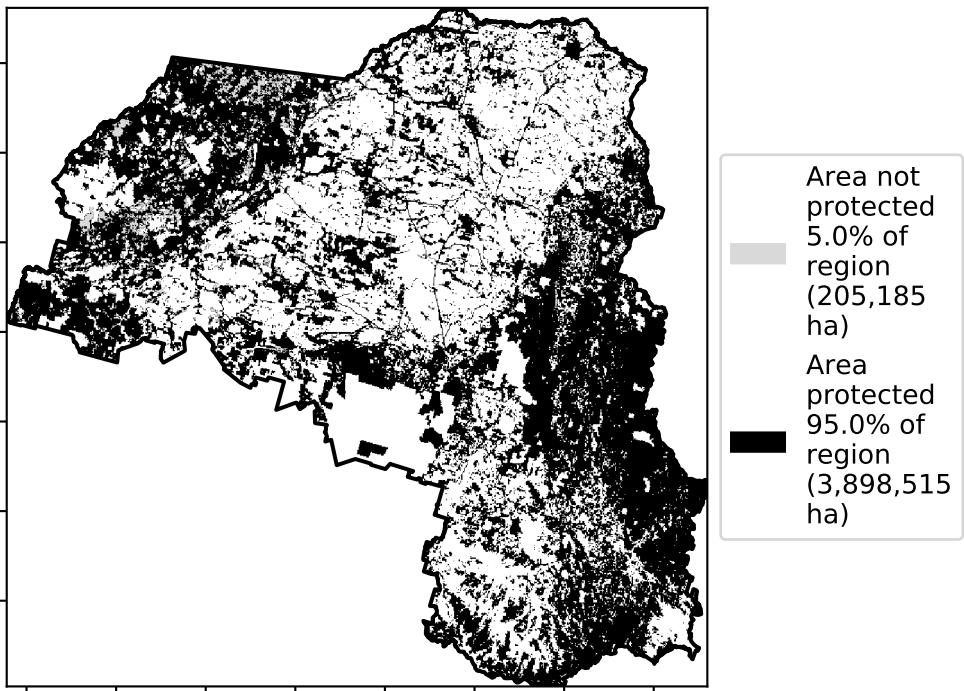 Area not
protected
5.0% of
region
(205,185
ha)
Area
protected
95.0% of
region
(3,898,515
ha)